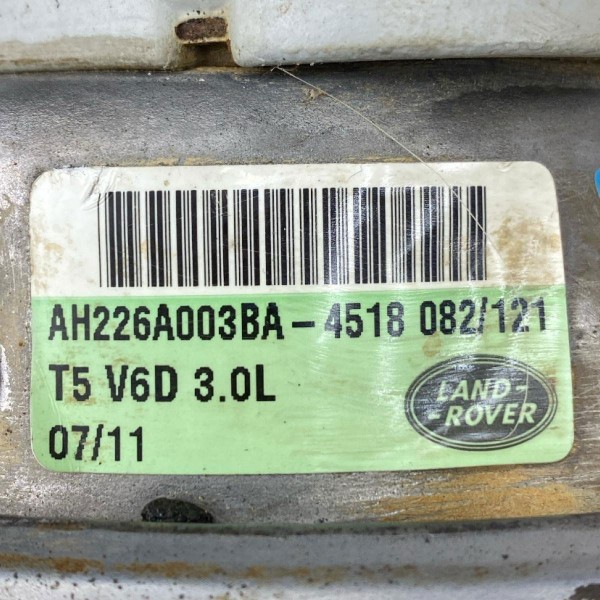 AH226A003BA-4518 082/121
T5 V6D 3.0L
07/11
LAND-
-ROVER